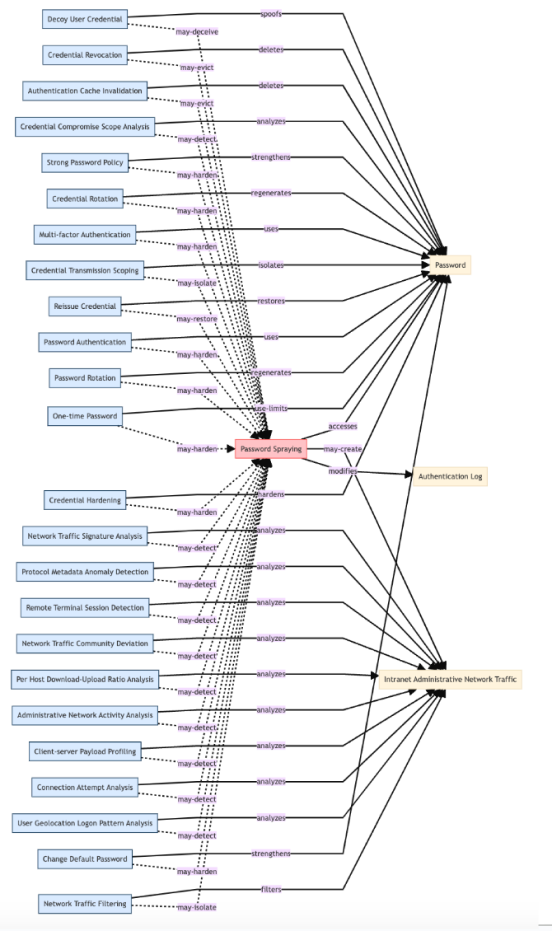 Decoy User Credential
spoofs
may-deceive
Credential Revocation
deletes
may-evict
Authentication Cache Invalidation
deletes
may-evict
Credential Compromise Scope Analysis
analyzes
may-detect
Strong Password Policy
strengthens
may-harden
Credential Rotation
regenerates
may-harden
Multi-factor Authentication
uses
may-harden
Credential Transmission Scoping
isolates
Password
may-isolate
Reissue Credential
restores
may-restore
Password Authentication
uses
may-harden
Password Rotation
regenerates
may-harden
One-time Password
use-limits
accesses
may-harden
Password Spraying
may-create
modifies
Authentication Log
Credential Hardening
hardens
may-harden
Network Traffic Signature Analysis
analyzes
may-detect
Protocol Metadata Anomaly Detection
analyzes
may-detect
Remote Terminal Session Detection
analyzes
may-detect
Network Traffic Community Deviation
analyzes
may-detect
Per Host Download-Upload Ratio Analysis
analyzes
Intranet Administrative Network Traffic
may-detect
Administrative Network Activity Analysis
analyzes
may-detect
Client-server Payload Profiling
analyzes
may-detect
Connection Attempt Analysis
analyzes
may-detect
User Geolocation Logon Pattern Analysis
analyzes
may-detect
Change Default Password
strengthens
may-harden
Network Traffic Filtering
filters
may-isolate